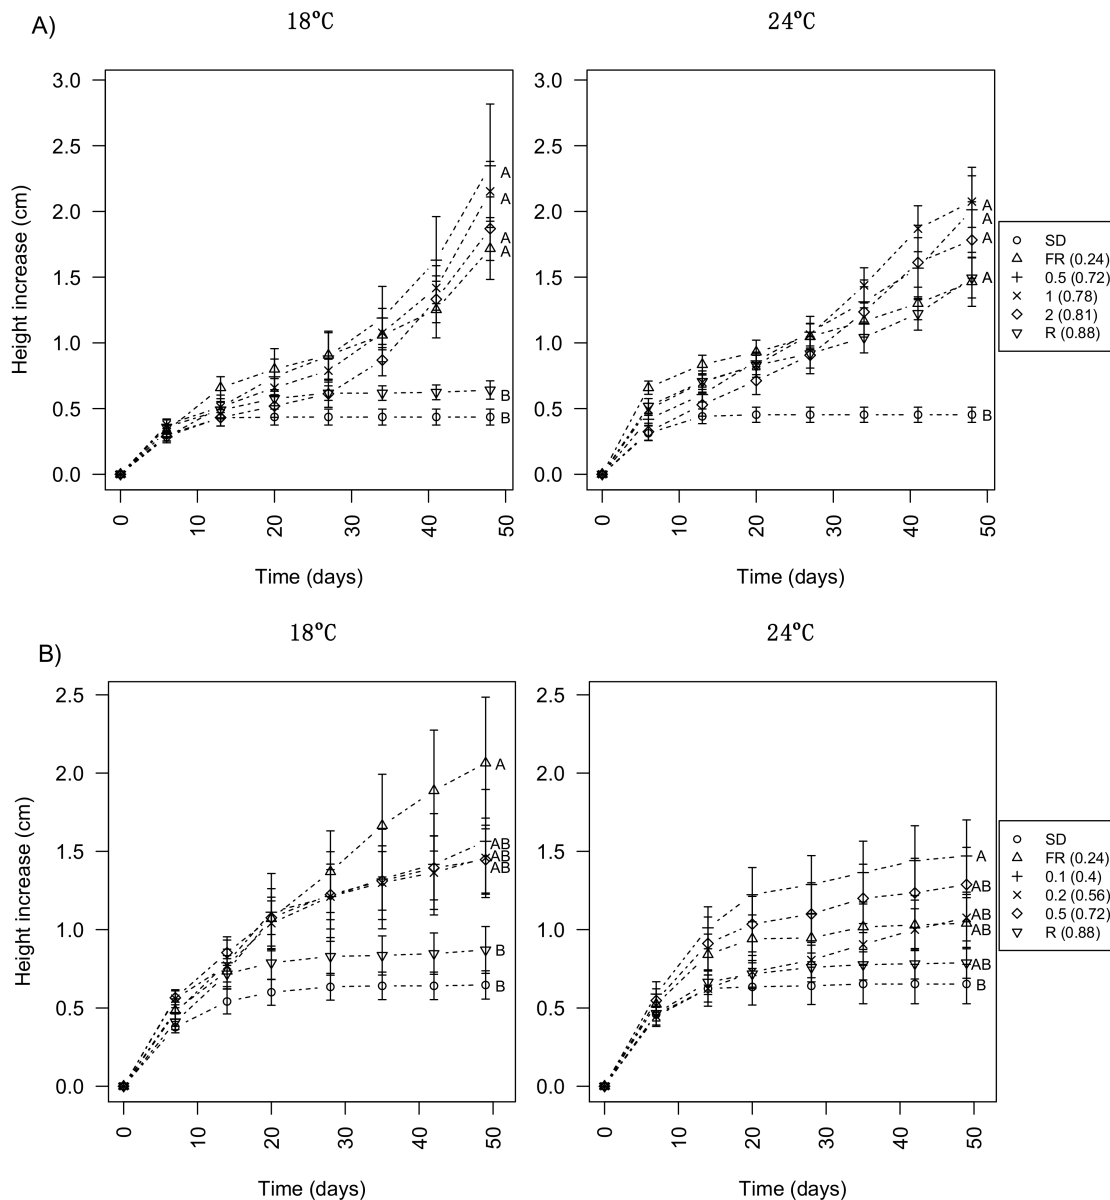 A)
18°C
24°C
Height increase (cm)
3.0
2.5
2.0
1.5
1.0
0.5
0.0
A
A
A
A
B
B
0
10
20
30
40
50
Time (days)
3.0
2.5
2.0
1.5
1.0
0.5
0.0
A
A
A
A
B
0
10
20
30
40
50
Time (days)
SD
FR (0.24)
0.5 (0.72)
1 (0.78)
2 (0.81)
R (0.88)
B)
18°C
24°C
Height increase (cm)
2.5
2.0
1.5
1.0
0.5
0.0
A
AB
AB
AB
B
B
0
10
20
30
40
50
Time (days)
2.5
2.0
1.5
1.0
0.5
0.0
A
AB
AB
AB
AB
B
0
10
20
30
40
50
Time (days)
SD
FR (0.24)
0.1 (0.4)
0.2 (0.56)
0.5 (0.72)
R (0.88)